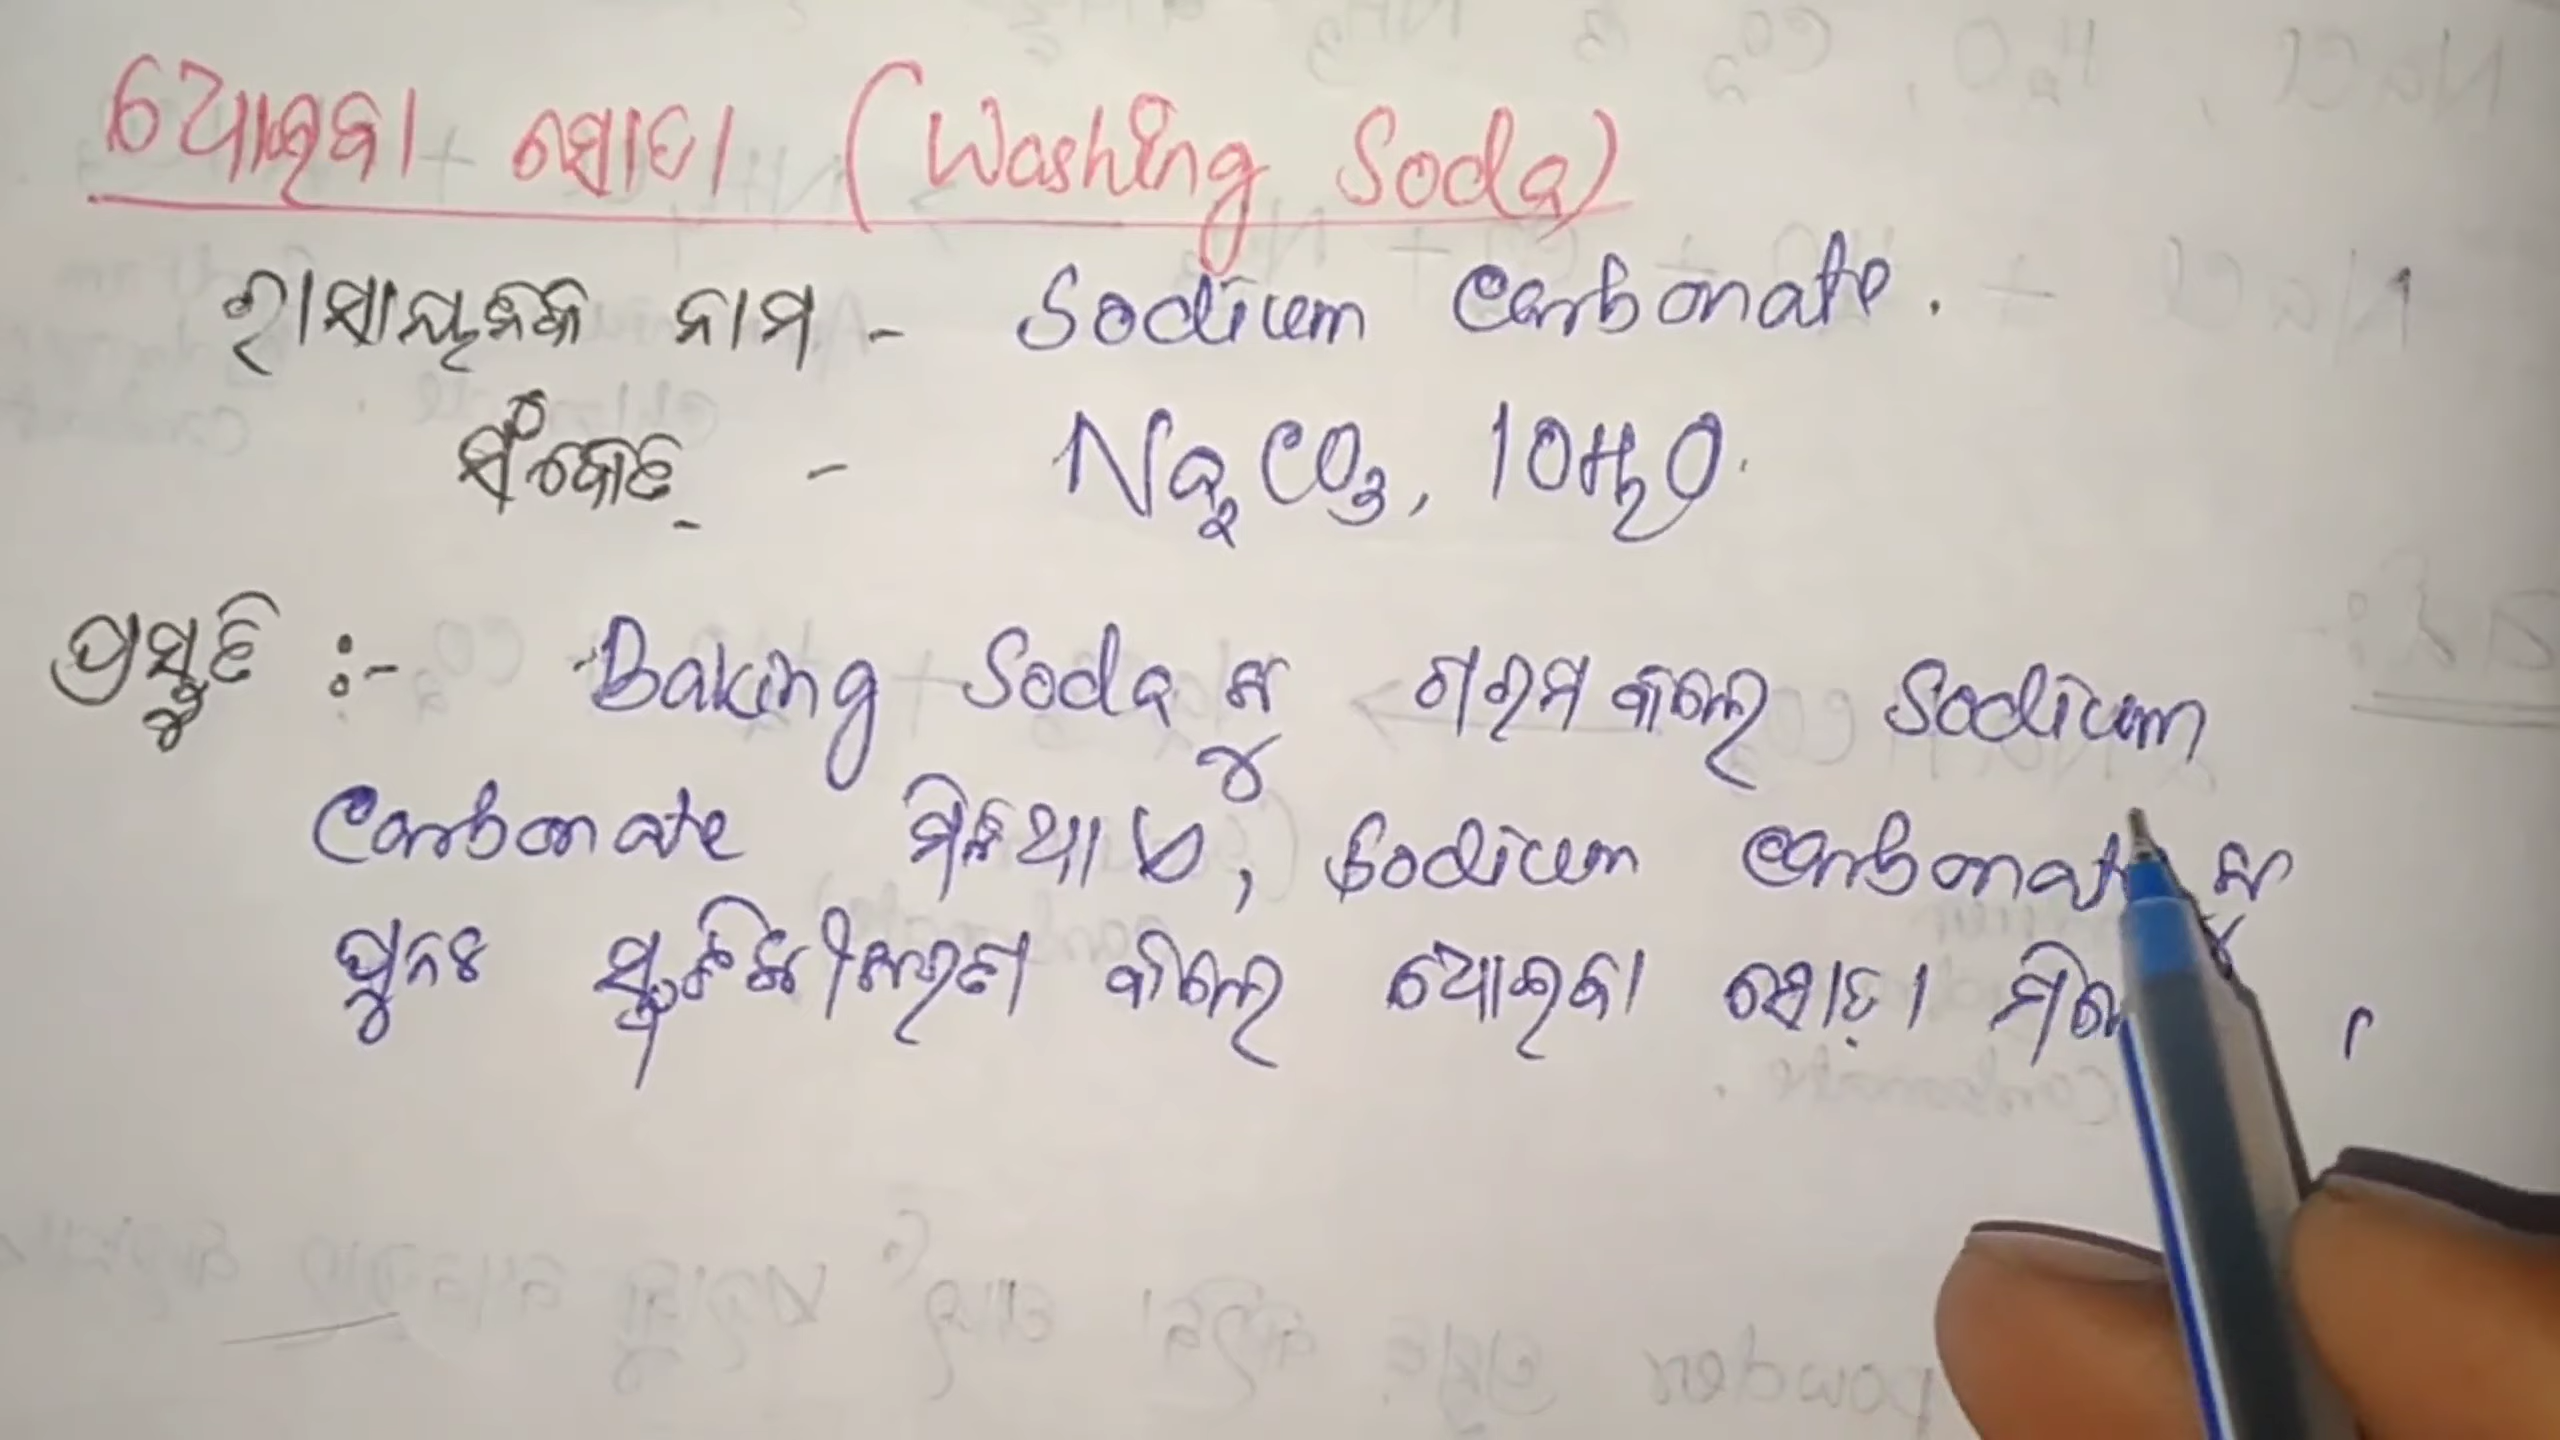 ଧୋଇବା ସୋଡା (Washing Soda)
ରାସାୟନିକ ନାମ - Sodium Carbonate.
ସଂକେତ - Na₂CO₃, 10H₂O.
ପ୍ରସ୍ତୁତି :- Baking Soda କୁ ଗରମ କଲେ Sodium
Carbonate ମିଳିଥାଏ, Sodium Carbonate କୁ
ପୁନଃ ସ୍ଫଟିକୀକରଣ କଲେ ଧୋଇବା ସୋଡ଼ା